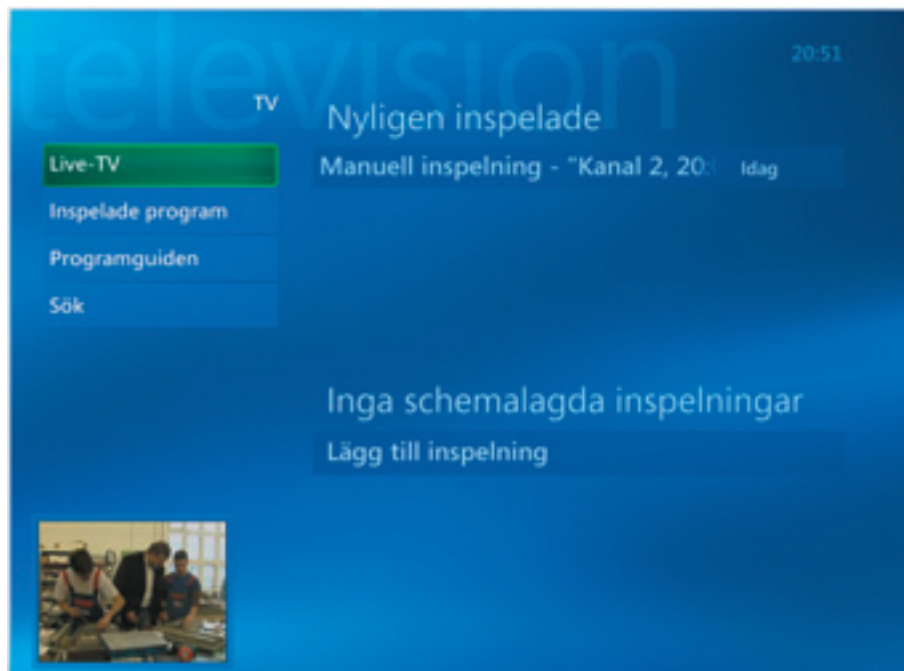 television
20:51
TV
Live-TV
Inspelade program
Programguiden
Sök
Nyligen inspelade
Manuell inspelning - "Kanal 2, 20: Idag
Inga schemalagda inspelningar
Lägg till inspelning